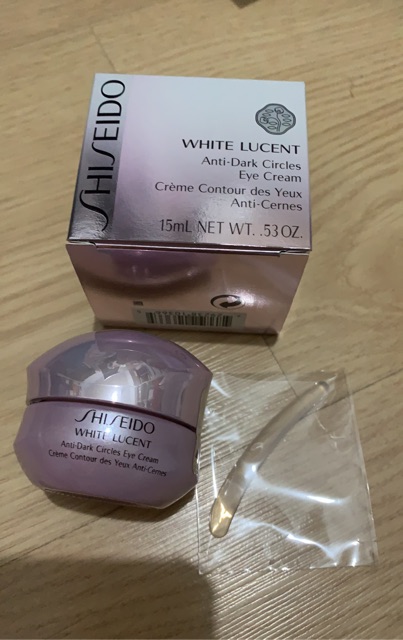 SHISEIDO
WHITE LUCENT
Anti-Dark Circles
Eye Cream
Crème Contour des Yeux
Anti-Cernes
15mL NET WT. .53 OZ.
SHISEIDO
WHITE LUCENT
Anti-Dark Circles Eye Cream
Crème Contour des Yeux Anti-Cernes